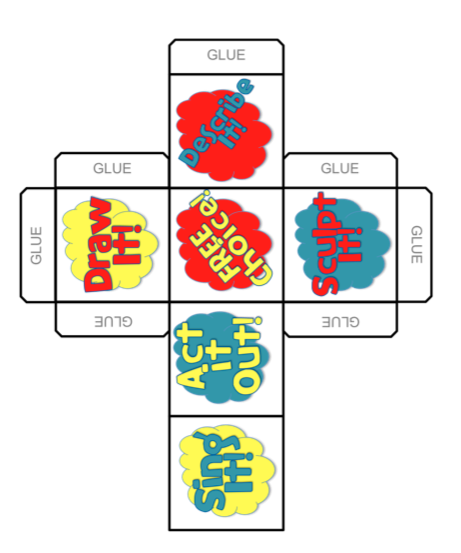 GLUE
Describe
It!
GLUE
GLUE
GLUE
Draw
It!
FREE
Choice!
Sculpt
It!
GLUE
GLUE
GLUE
Act
it
Out!
Sing
It!